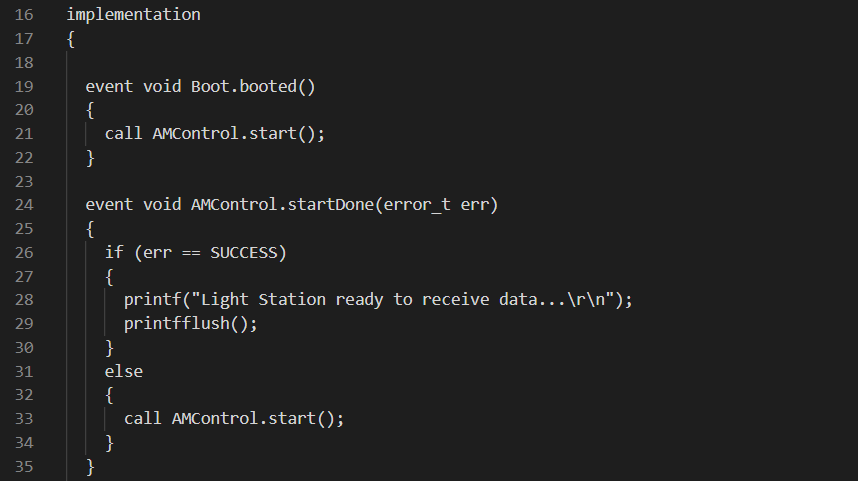 16 implementation
17 {
18
19   event void Boot.booted()
20   {
21     call AMControl.start();
22   }
23
24   event void AMControl.startDone(error_t err)
25   {
26     if (err == SUCCESS)
27     {
28       printf("Light Station ready to receive data...\r\n");
29       printfflush();
30     }
31     else
32     {
33       call AMControl.start();
34     }
35   }